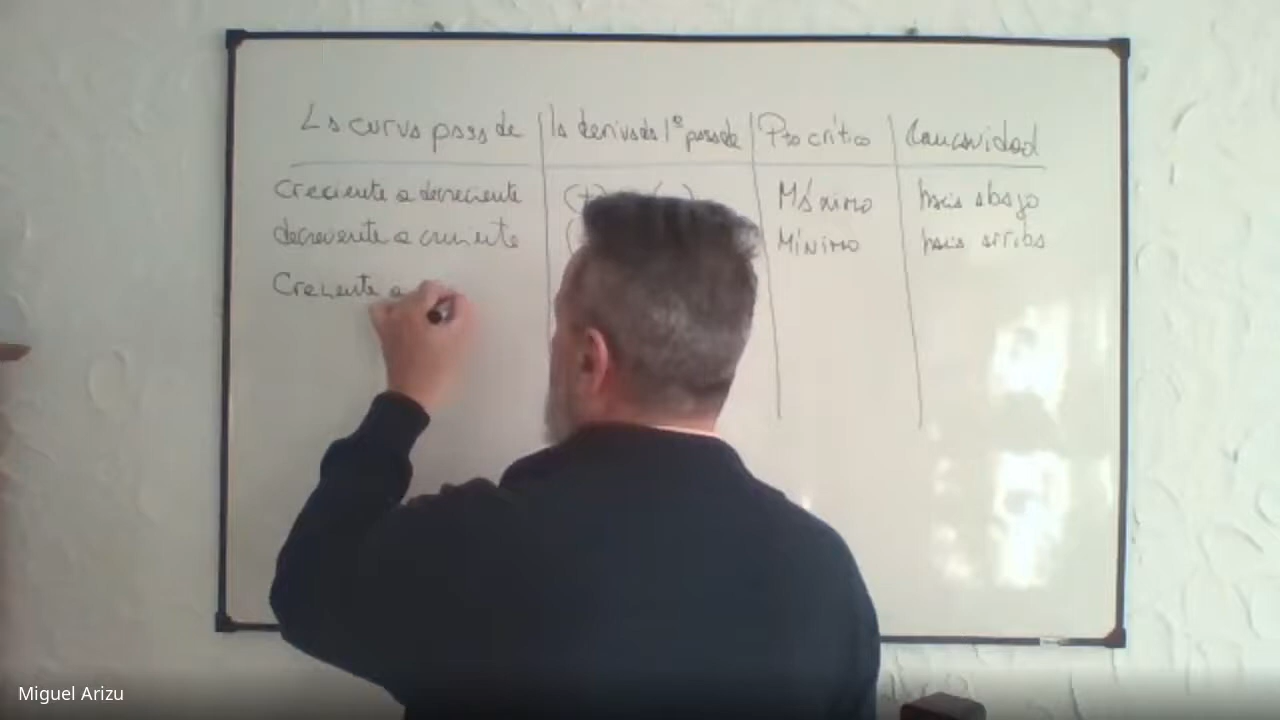 La curva pasa de | la derivada 1º pasa de | Pto crítico | Concavidad
Creciente a decreciente (+) Máximo hacia abajo
decreciente a creciente Mínimo hacia arriba
Creciente a
Miguel Arizu